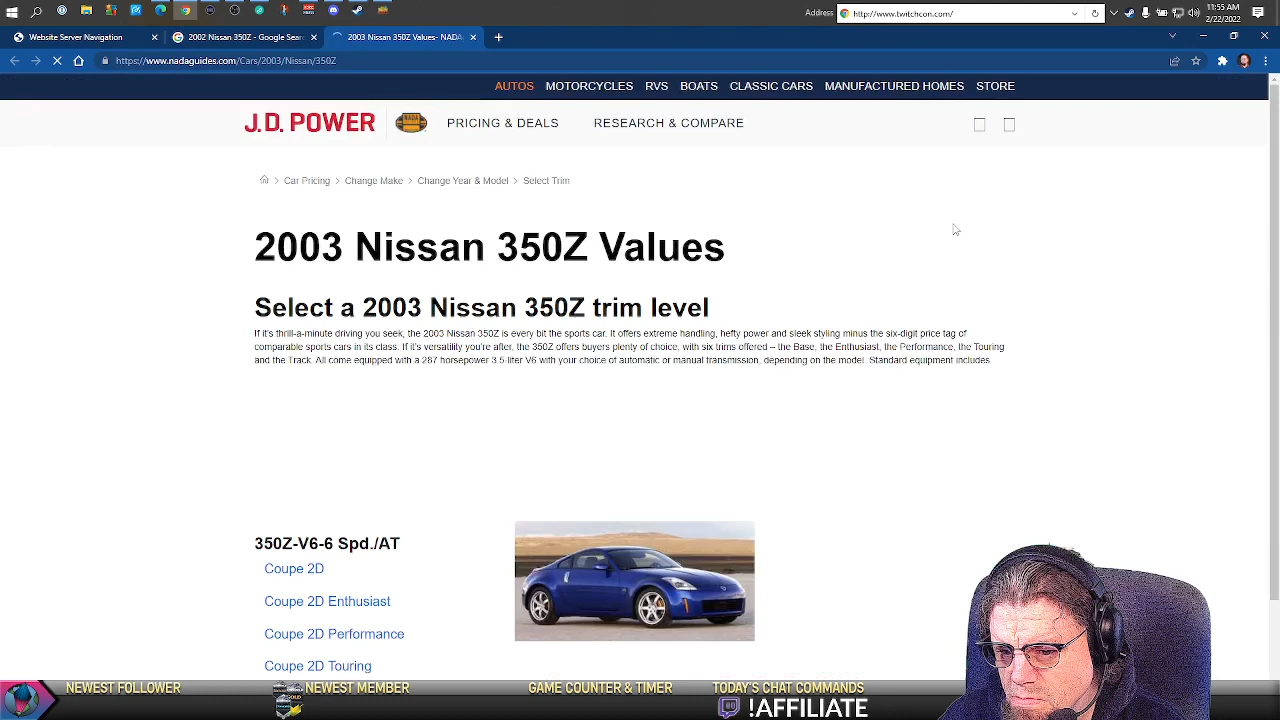 Address
http://www.twitchcon.com/
11:55 AM
2/22/2022
Website Server Navigation
2002 Nissan 350Z - Google Sear
2003 Nissan 350Z Values- NADA
https://www.nadaguides.com/Cars/2003/Nissan/350Z
AUTOS MOTORCYCLES RVS BOATS CLASSIC CARS MANUFACTURED HOMES STORE
J.D. POWER
NADA
PRICING & DEALS
RESEARCH & COMPARE
Car Pricing > Change Make > Change Year & Model > Select Trim
2003 Nissan 350Z Values
Select a 2003 Nissan 350Z trim level
If it's thrill-a-minute driving you seek, the 2003 Nissan 350Z is every bit the sports car. It offers extreme handling, hefty power and sleek styling minus the six-digit price tag of
comparable sports cars in its class. If it's versatility you're after, the 350Z offers buyers plenty of choice, with six trims offered – the Base, the Enthusiast, the Performance, the Touring
and the Track. All come equipped with a 287 horsepower 3.5-liter V6 with your choice of automatic or manual transmission, depending on the model. Standard equipment includes
350Z-V6-6 Spd./AT
Coupe 2D
Coupe 2D Enthusiast
Coupe 2D Performance
Coupe 2D Touring
NEWEST FOLLOWER
NEWEST MEMBER
GAME COUNTER & TIMER
TODAY'S CHAT COMMANDS
!AFFILIATE